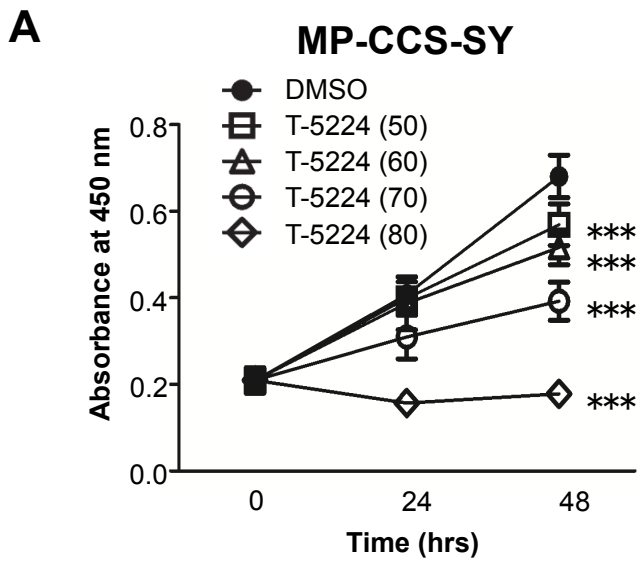 A
MP-CCS-SY
DMSO
T-5224 (50)
T-5224 (60)
T-5224 (70)
T-5224 (80)
Absorbance at 450 nm
0.8
0.6
0.4
0.2
0.0
***
***
***
***
0
24
48
Time (hrs)